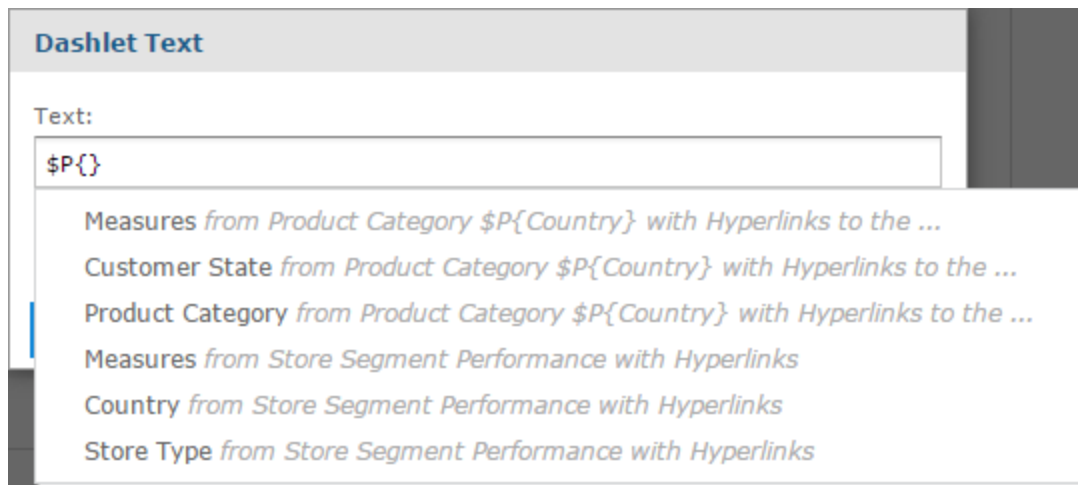 Dashlet Text
Text:
$P{}
Measures from Product Category $P{Country} with Hyperlinks to the ...
Customer State from Product Category $P{Country} with Hyperlinks to the ...
Product Category from Product Category $P{Country} with Hyperlinks to the ...
Measures from Store Segment Performance with Hyperlinks
Country from Store Segment Performance with Hyperlinks
Store Type from Store Segment Performance with Hyperlinks